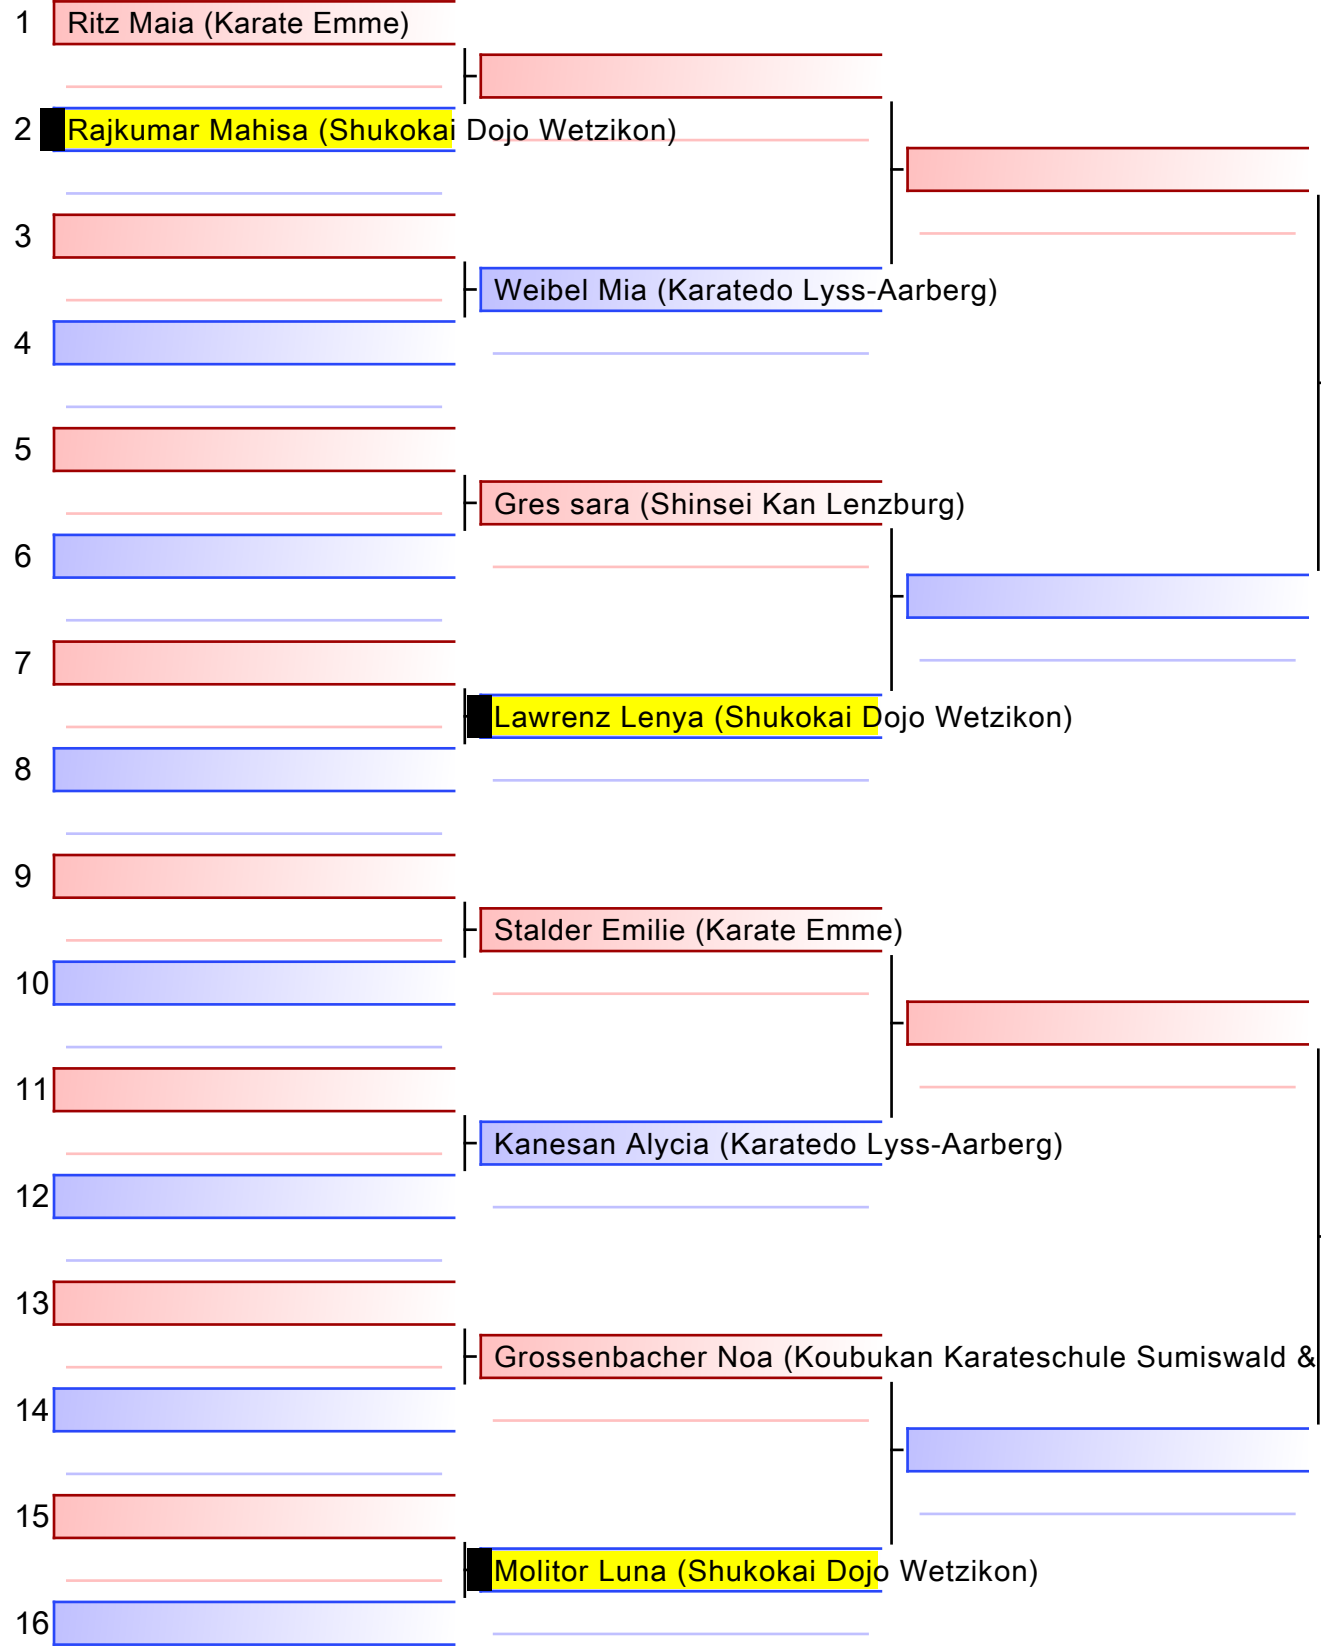 1 Ritz Maia (Karate Emme)
2 Rajkumar Mahisa (Shukokai Dojo Wetzikon)
3
Weibel Mia (Karatedo Lyss-Aarberg)
4
5
Gres sara (Shinsei Kan Lenzburg)
6
7
Lawrenz Lenya (Shukokai Dojo Wetzikon)
8
9
Stalder Emilie (Karate Emme)
10
11
Kanesan Alycia (Karatedo Lyss-Aarberg)
12
13
Grossenbacher Noa (Koubukan Karateschule Sumiswald &
14
15
Molitor Luna (Shukokai Dojo Wetzikon)
16